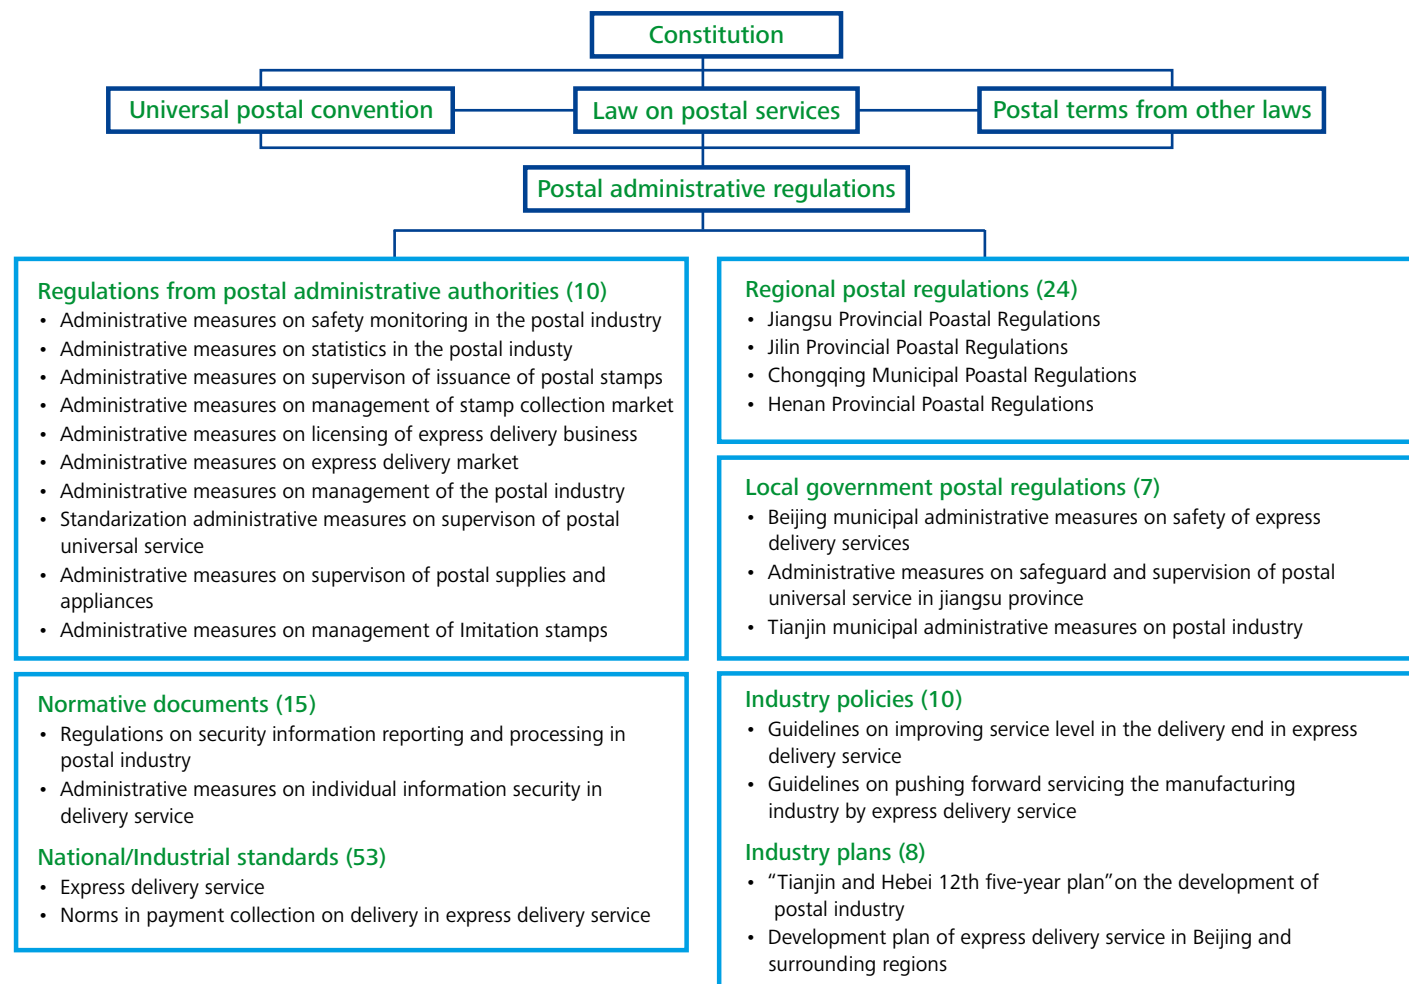 Constitution
Universal postal convention
Law on postal services
Postal terms from other laws
Postal administrative regulations
Regulations from postal administrative authorities (10)
• Administrative measures on safety monitoring in the postal industry
• Administrative measures on statistics in the postal industy
• Administrative measures on supervison of issuance of postal stamps
• Administrative measures on management of stamp collection market
• Administrative measures on licensing of express delivery business
• Administrative measures on express delivery market
• Administrative measures on management of the postal industry
• Standarization administrative measures on supervison of postal
universal service
• Administrative measures on supervison of postal supplies and
appliances
• Administrative measures on management of Imitation stamps
Normative documents (15)
• Regulations on security information reporting and processing in
postal industry
• Administrative measures on individual information security in
delivery service
National/Industrial standards (53)
• Express delivery service
• Norms in payment collection on delivery in express delivery service
Regional postal regulations (24)
• Jiangsu Provincial Poastal Regulations
• Jilin Provincial Poastal Regulations
• Chongqing Municipal Poastal Regulations
• Henan Provincial Poastal Regulations
Local government postal regulations (7)
• Beijing municipal administrative measures on safety of express
delivery services
• Administrative measures on safeguard and supervision of postal
universal service in jiangsu province
• Tianjin municipal administrative measures on postal industry
Industry policies (10)
• Guidelines on improving service level in the delivery end in express
delivery service
• Guidelines on pushing forward servicing the manufacturing
industry by express delivery service
Industry plans (8)
• “Tianjin and Hebei 12th five-year plan”on the development of
postal industry
• Development plan of express delivery service in Beijing and
surrounding regions